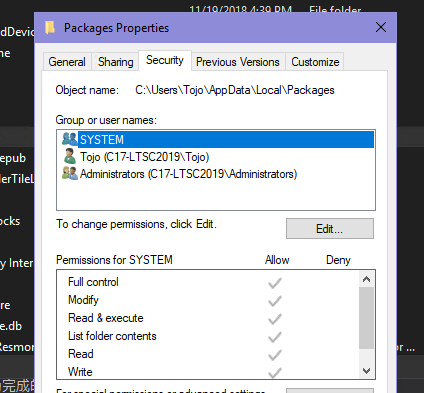 11/19/2018 4:39 PM File folder
Packages Properties
General Sharing Security Previous Versions Customize
Object name: C:\Users\Tojo\AppData\Local\Packages
Group or user names:
SYSTEM
Tojo (C17-LTSC2019\Tojo)
Administrators (C17-LTSC2019\Administrators)
To change permissions, click Edit.
Edit...
Permissions for SYSTEM Allow Deny
Full control
Modify
Read & execute
List folder contents
Read
Write
For special permissions or advanced settings,
dDevic
ne
epub
derTileL
ocks
y Inter
re
e.db
Resmor
or ...
完成的